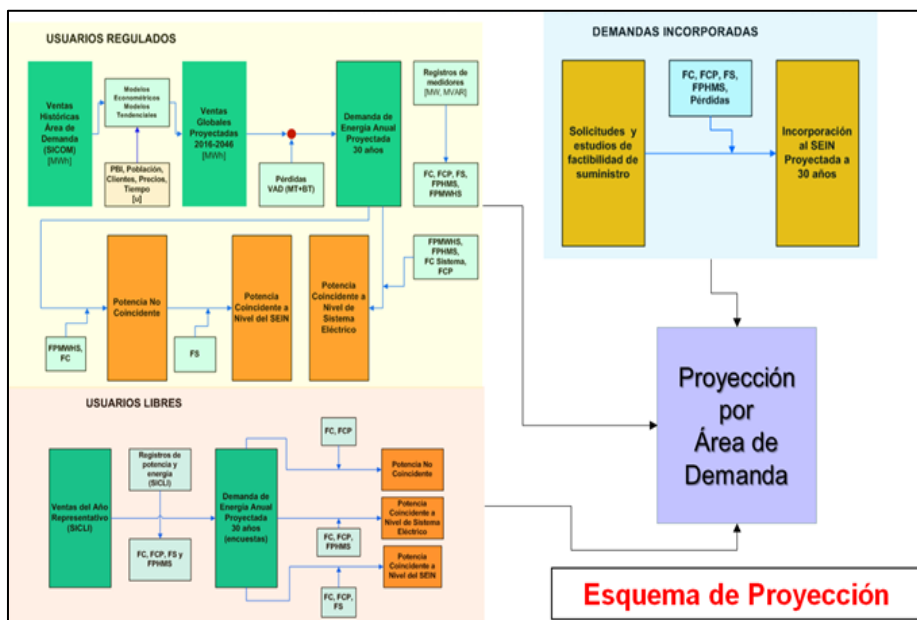 USUARIOS REGULADOS
Ventas
Históricas
Área de
Demanda
(SICOM)
[MWh]
Modelos
Econométricos
Modelos
Tendenciales
PBI, Población,
Clientes, Precios,
Tiempo
[u]
Ventas
Globales
Proyectadas
2016-2046
[MWh]
Pérdidas
VAD (MT+BT)
Demanda de
Energía Anual
Proyectada
30 años
Registros de
medidores
[MW, MVAR]
FC, FCP, FS,
FPHMS,
FPMWHS
FPMWHS,
FPHMS,
FC Sistema,
FCP
Potencia No
Coincidente
Potencia
Coincidente a
Nivel del SEIN
Potencia
Coincidente a
Nivel de
Sistema
Eléctrico
FPMWHS,
FC
FS
USUARIOS LIBRES
Ventas del Año
Representativo
(SICLI)
Registros de
potencia y
energía
(SICLI)
FC, FCP, FS y
FPHMS
Demanda de
Energía Anual
Proyectada
30 años
(encuestas)
FC, FCP
Potencia No
Coincidente
Potencia
Coincidente a
Nivel de Sistema
Eléctrico
FC, FCP,
FPHMS
Potencia
Coincidente a
Nivel del SEIN
FC, FCP,
FS
DEMANDAS INCORPORADAS
Solicitudes y
estudios de
factibilidad de
suministro
FC, FCP, FS,
FPHMS,
Pérdidas
Incorporación
al SEIN
Proyectada a
30 años
Proyección
por
Área de
Demanda
Esquema de Proyección